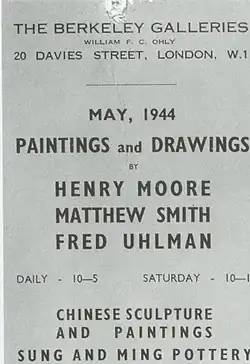 THE BERKELEY GALLERIES
WILLIAM F. C. OHLY
20 DAVIES STREET, LONDON, W.1
MAY, 1944
PAINTINGS and DRAWINGS
BY
HENRY MOORE
MATTHEW SMITH
FRED UHLMAN
DAILY - 10—5 SATURDAY - 10—1
CHINESE SCULPTURE
AND PAINTINGS
SUNG AND MING POTTERY